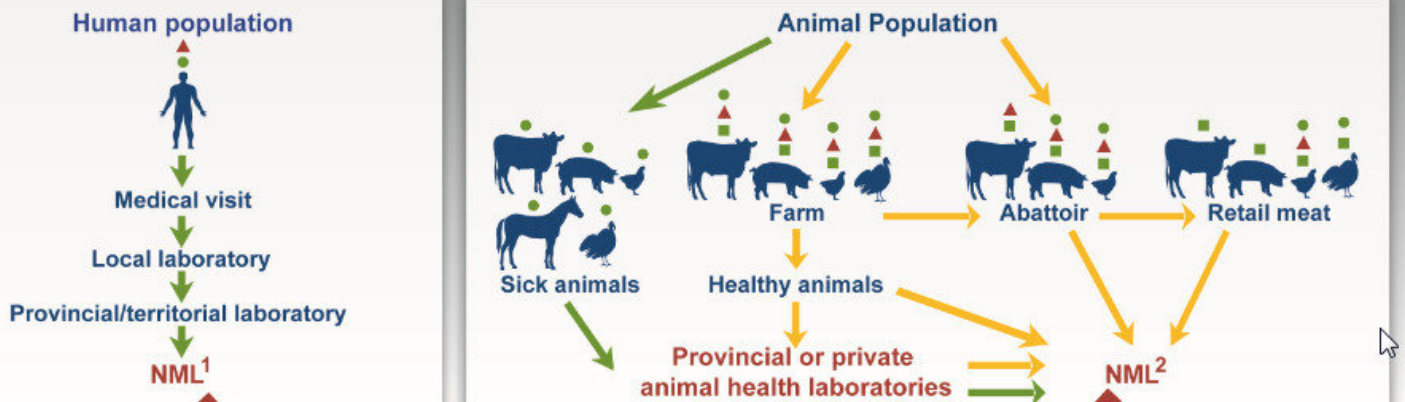 Human population
Medical visit
Local laboratory
Provincial/territorial laboratory
NML1
Animal Population
Farm
Abattoir
Retail meat
Sick animals
Healthy animals
Provincial or private
animal health laboratories
NML2